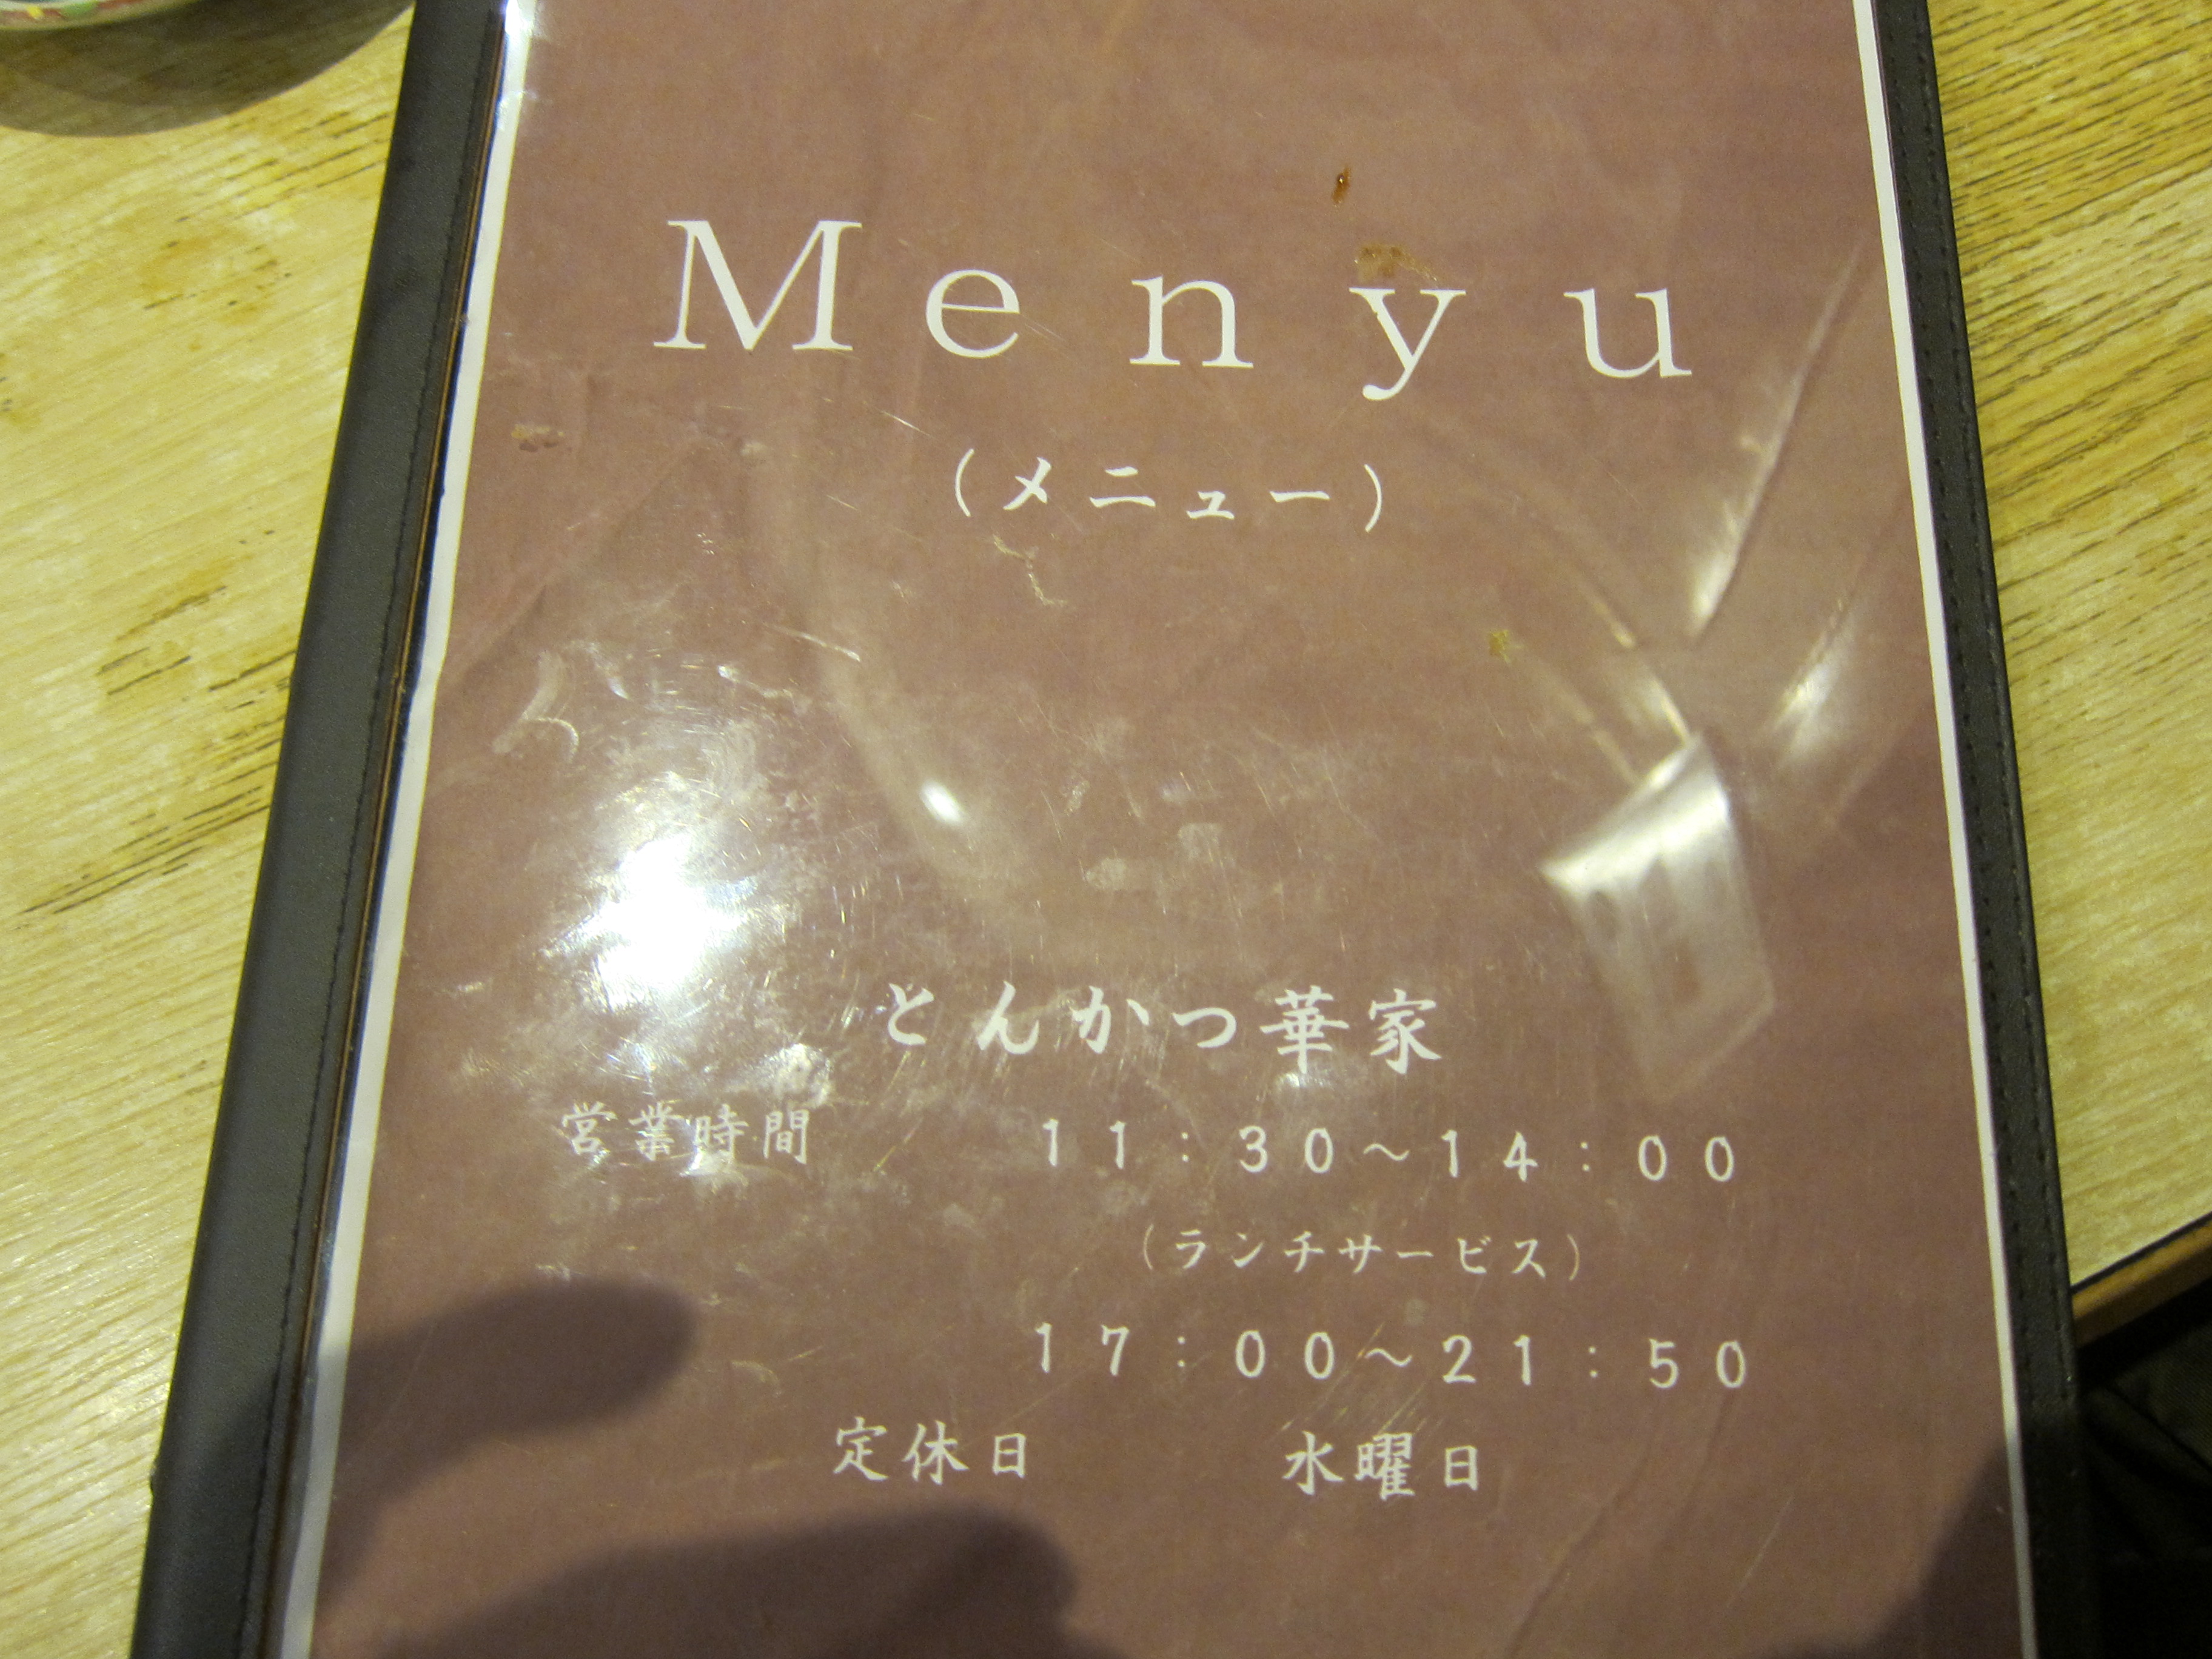 Menyu
(メニュー)
とんかつ華家
営業時間 11:30~14:00
(ランチサービス)
17:00~21:50
定休日 水曜日